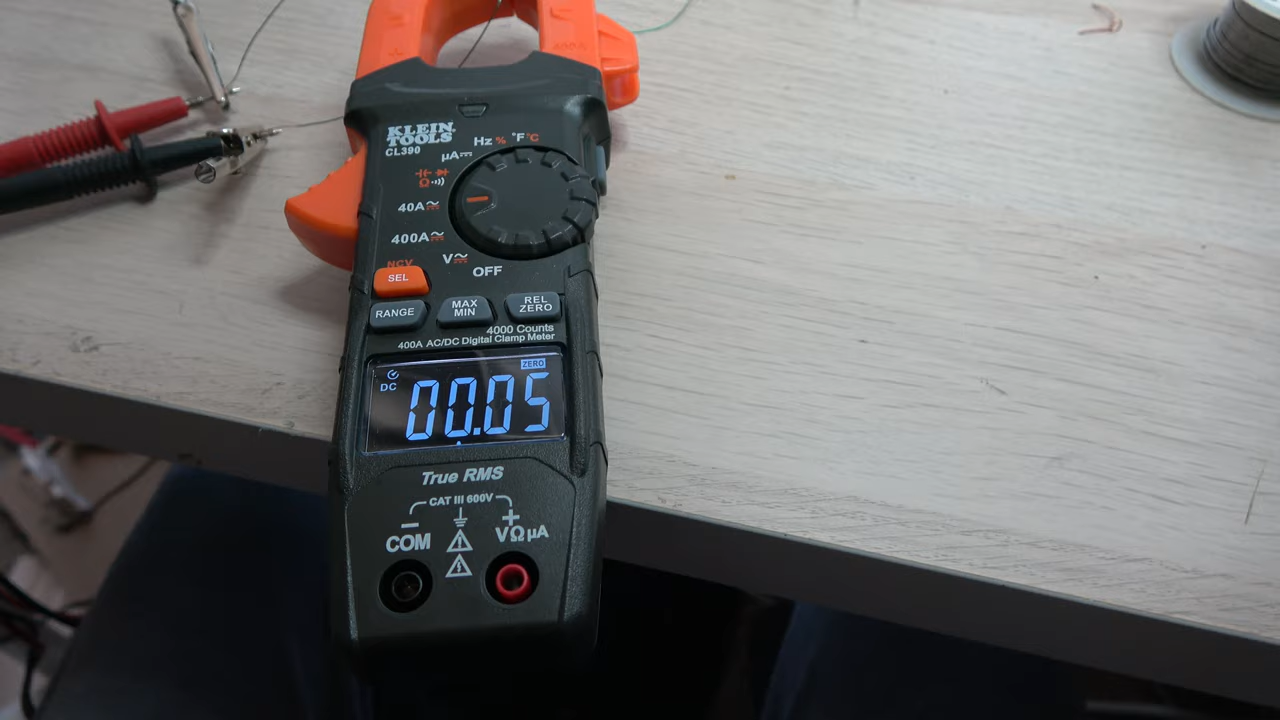 400A
KLEIN
TOOLS
CL390
Hz % °F°C
µA
Ω
40A
400A
V
OFF
NCV
SEL
RANGE
MAX
MIN
REL
ZERO
4000 Counts
400A AC/DC Digital Clamp Meter
ZERO
DC
00.05
True RMS
CAT III 600V
− +
COM
VΩµA